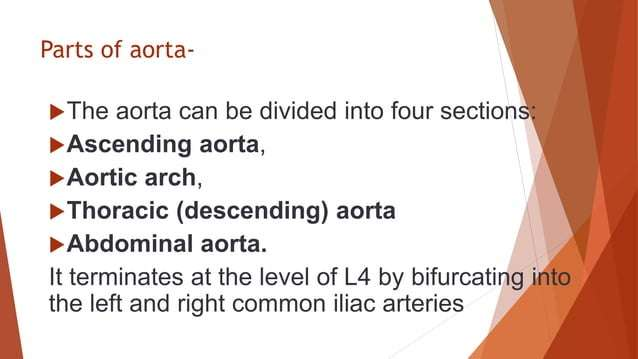 Parts of aorta-
The aorta can be divided into four sections:
Ascending aorta,
Aortic arch,
Thoracic (descending) aorta
Abdominal aorta.
It terminates at the level of L4 by bifurcating into
the left and right common iliac arteries